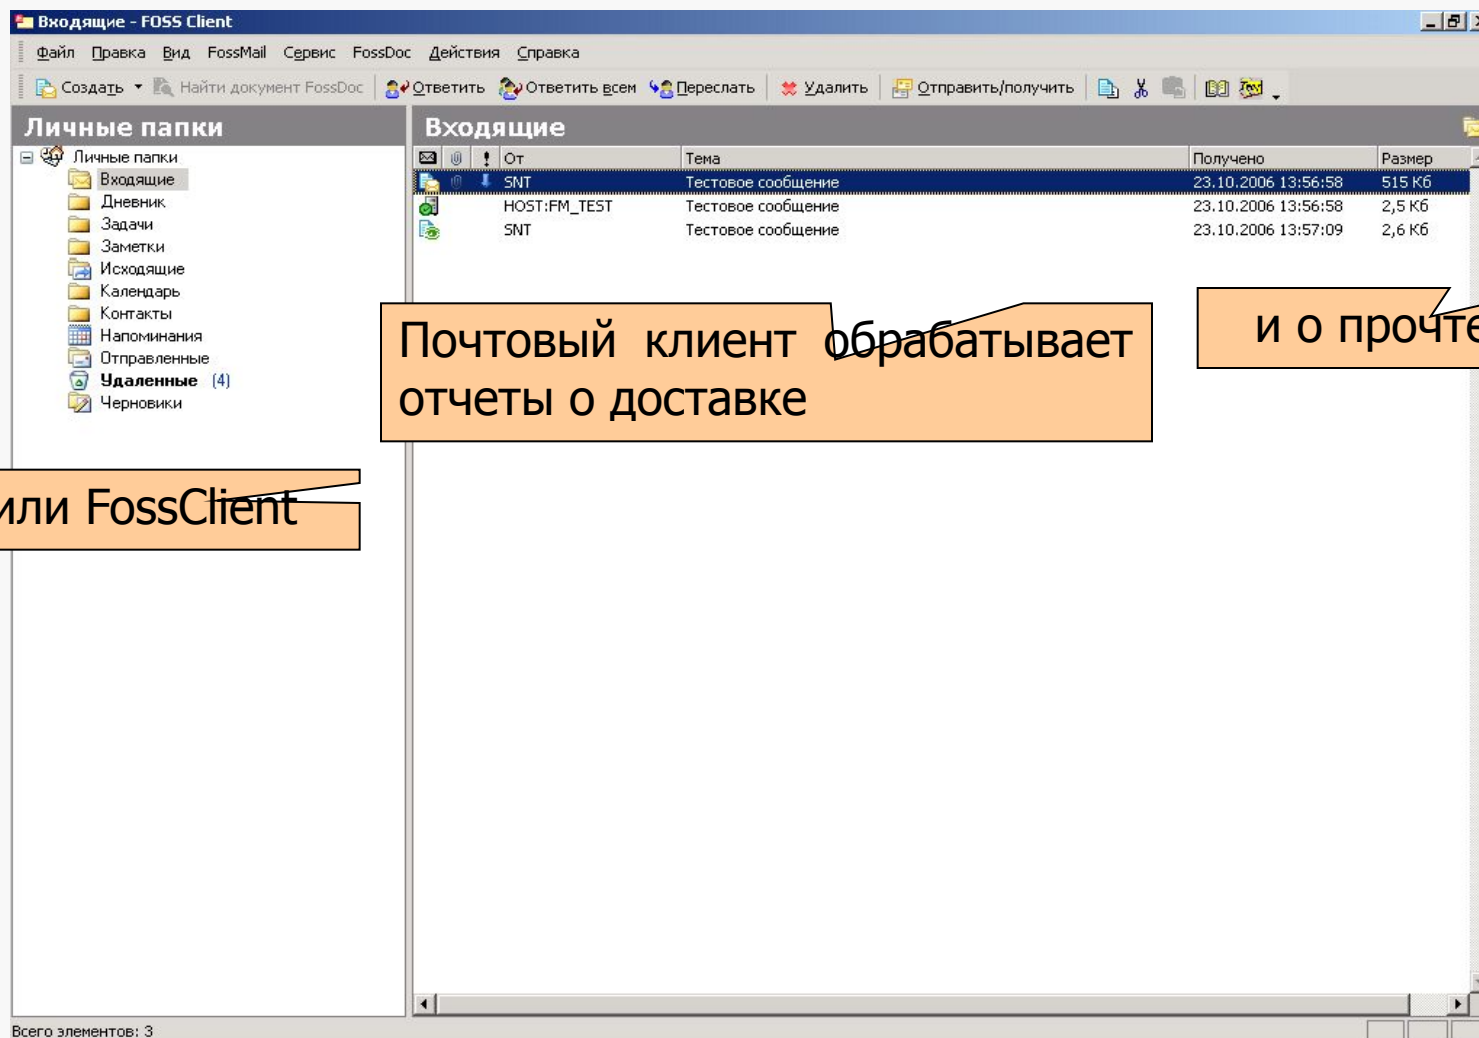 Входящие - FOSS Client
Файл Правка Вид FossMail Сервис FossDoc Действия Справка
Создать Найти документ FossDoc Ответить Ответить всем Переслать Удалить Отправить/получить
Личные папки
Входящие
Личные папки
Входящие
Дневник
Задачи
Заметки
Исходящие
Календарь
Контакты
Напоминания
Отправленные
Удаленные (4)
Черновики
От Тема Получено Размер
SNT Тестовое сообщение 23.10.2006 13:56:58 515 Кб
HOST:FM_TEST Тестовое сообщение 23.10.2006 13:56:58 2,5 Кб
SNT Тестовое сообщение 23.10.2006 13:57:09 2,6 Кб
Почтовый клиент обрабатывает
отчеты о доставке
и о прочте
или FossClient
Всего элементов: 3